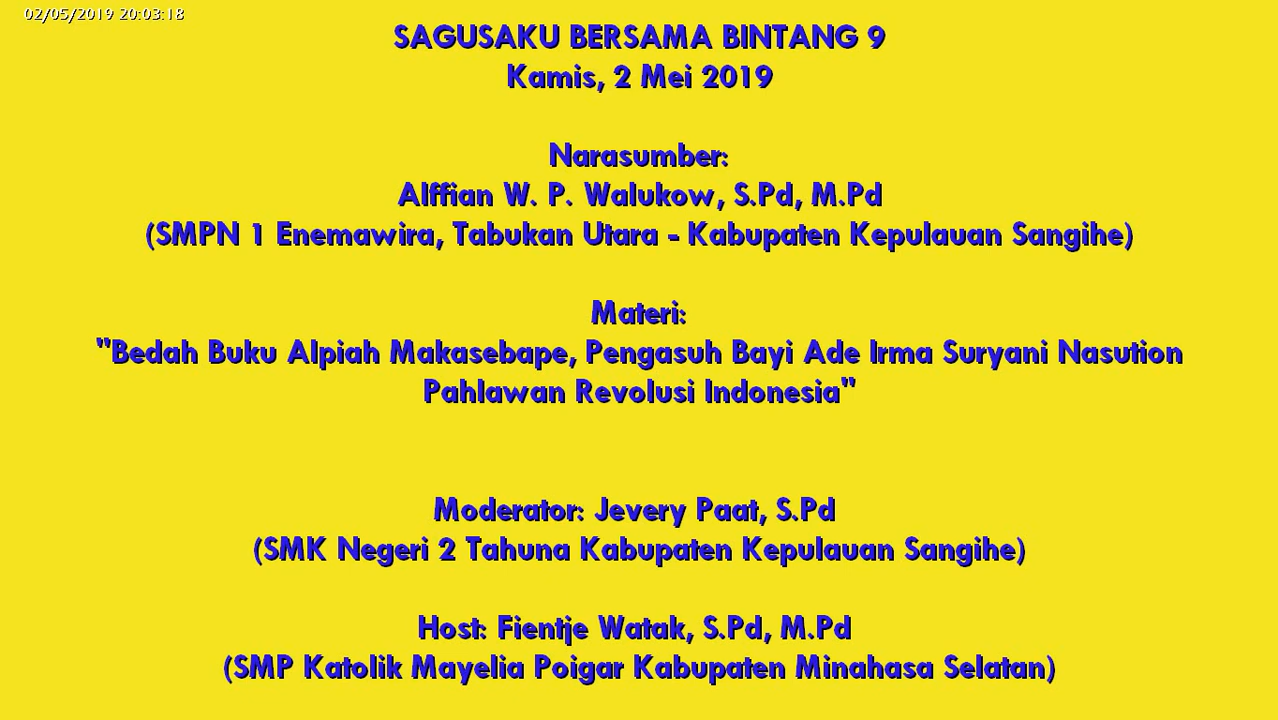 02/05/2019 20:03:18
SAGUSAKU BERSAMA BINTANG 9
Kamis, 2 Mei 2019
Narasumber:
Alffian W. P. Walukow, S.Pd, M.Pd
(SMPN 1 Enemawira, Tabukan Utara - Kabupaten Kepulauan Sangihe)
Materi:
"Bedah Buku Alpiah Makasebape, Pengasuh Bayi Ade Irma Suryani Nasution
Pahlawan Revolusi Indonesia"
Moderator: Jevery Paat, S.Pd
(SMK Negeri 2 Tahuna Kabupaten Kepulauan Sangihe)
Host: Fientje Watak, S.Pd, M.Pd
(SMP Katolik Mayelia Poigar Kabupaten Minahasa Selatan)